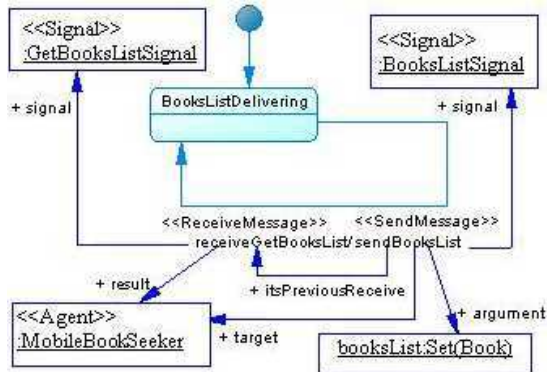 <<Signal>>
:GetBooksListSignal
<<Signal>>
:BooksListSignal
+ signal
BooksListDelivering
+ signal
<<ReceiveMessage>>
<<SendMessage>>
receiveGetBooksList/sendBooksList
+ result
+ itsPreviousReceive
<<Agent>>
:MobileBookSeeker
+ target
+ argument
booksList:Set(Book)